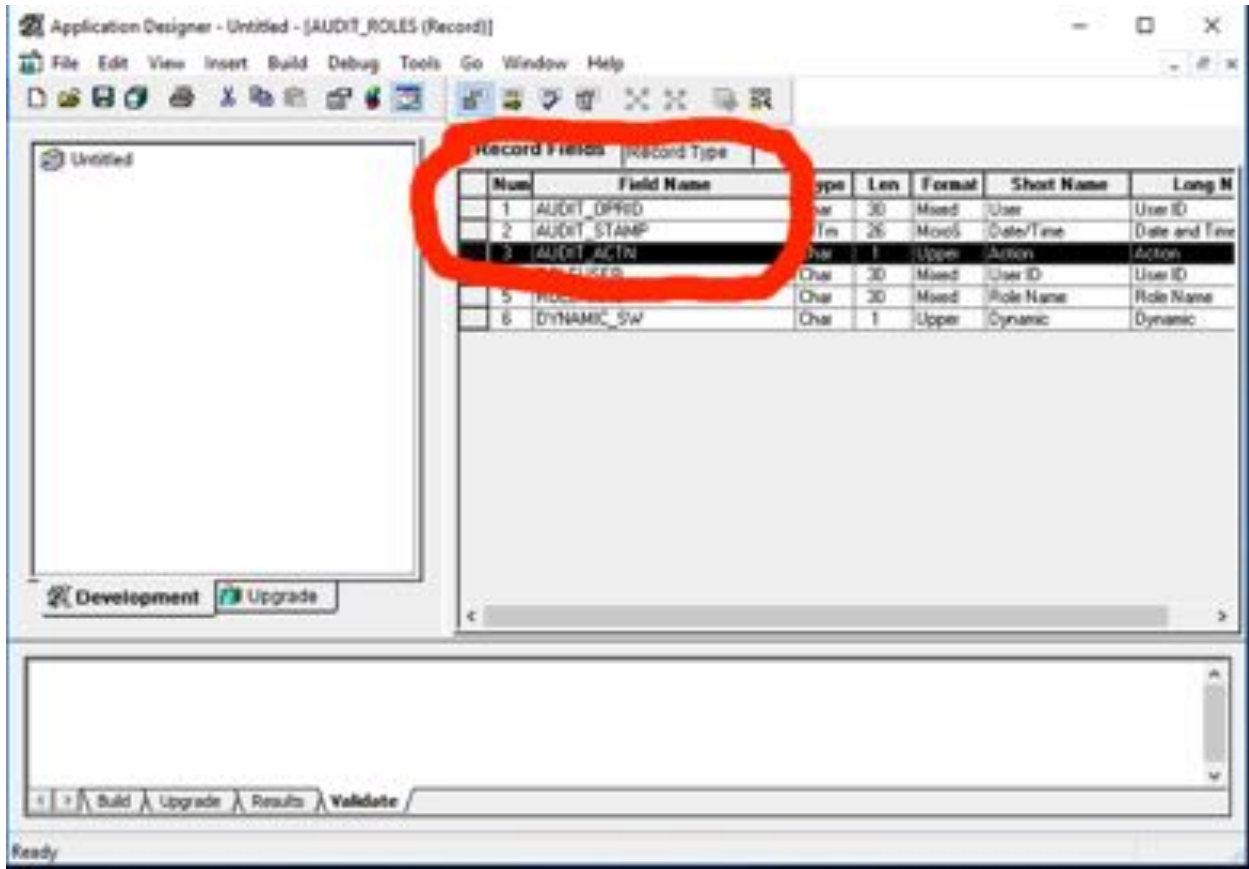 Application Designer - Untitled - [AUDIT_ROLES (Record)]
File Edit View Insert Build Debug Tools Go Window Help
Untitled
Record Fields Record Type
Num Field Name Type Len Format Short Name Long N
1 AUDIT_OPRID Char 30 Mixed User User ID
2 AUDIT_STAMP DtTm 26 MicroS Date/Time Date and Time
3 AUDIT_ACTN Char 1 Upper Action Action
Char 30 Mixed User ID User ID
5 Char 30 Mixed Role Name Role Name
6 DYNAMIC_SW Char 1 Upper Dynamic Dynamic
Development Upgrade
Build Upgrade Results Validate
Ready